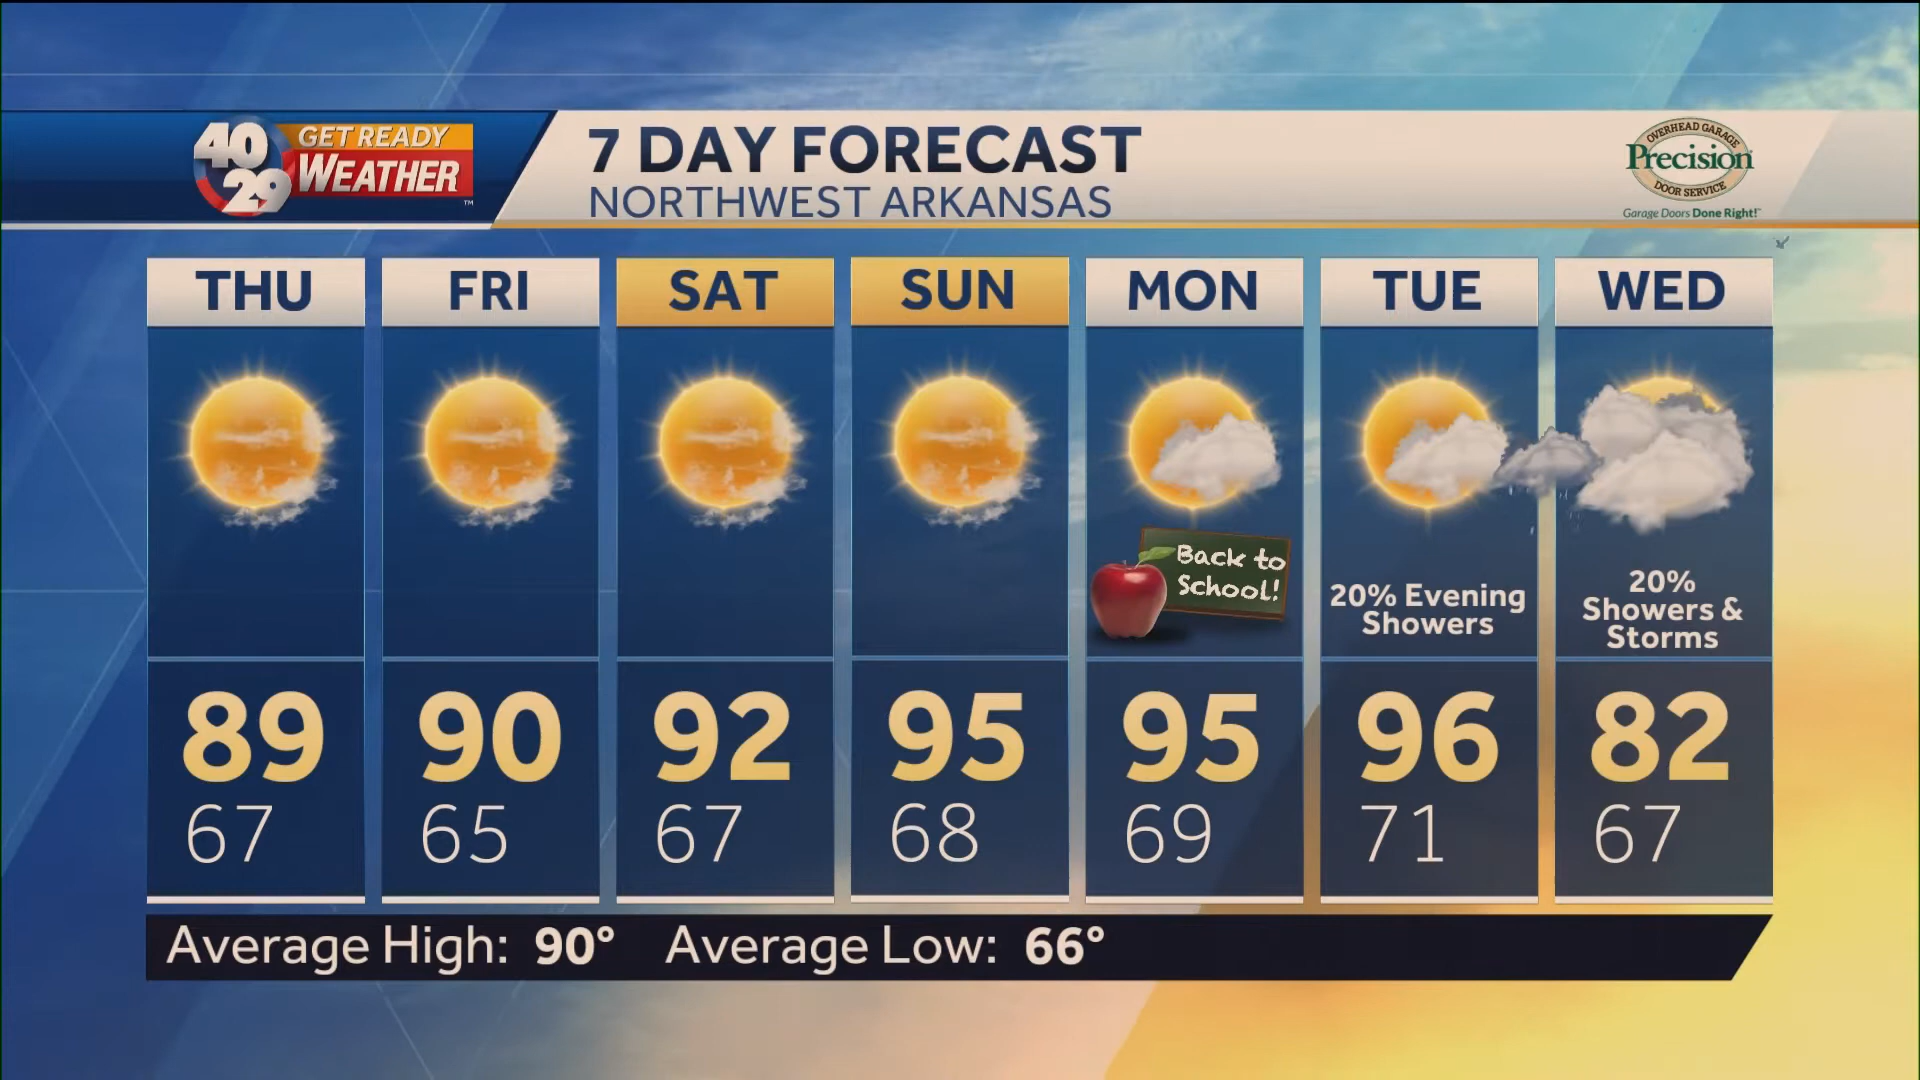 40
29
GET READY
WEATHER
™
7 DAY FORECAST
NORTHWEST ARKANSAS
OVERHEAD GARAGE
Precision
DOOR SERVICE
Garage Doors Done Right!
THU
FRI
SAT
SUN
MON
TUE
WED
Back to
School!
20% Evening
Showers
20%
Showers &
Storms
89
90
92
95
95
96
82
67
65
67
68
69
71
67
Average High: 90° Average Low: 66°